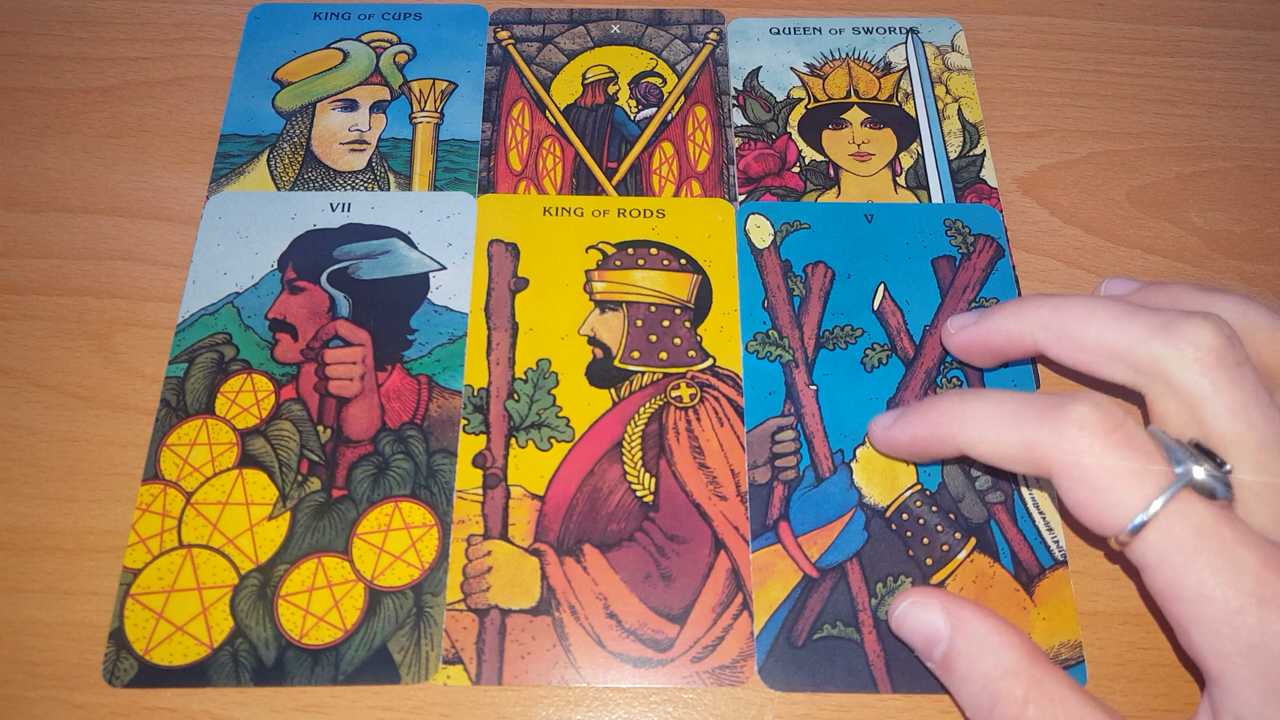 KING OF CUPS
X
QUEEN OF SWORDS
VII
KING OF RODS
V